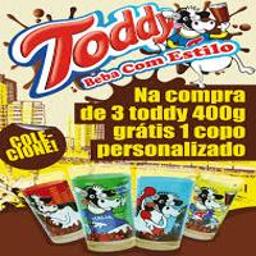 Toddy
Beba Com Estilo
Na compra
de 3 toddy 400g
grátis 1 copo
personalizado
COLE-
CIONE!